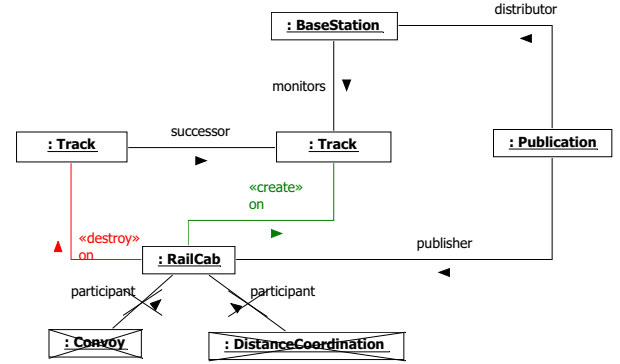 distributor
: BaseStation
monitors
successor
: Track
: Track
: Publication
«create»
on
«destroy»
on
publisher
: RailCab
participant
participant
: Convoy
: DistanceCoordination